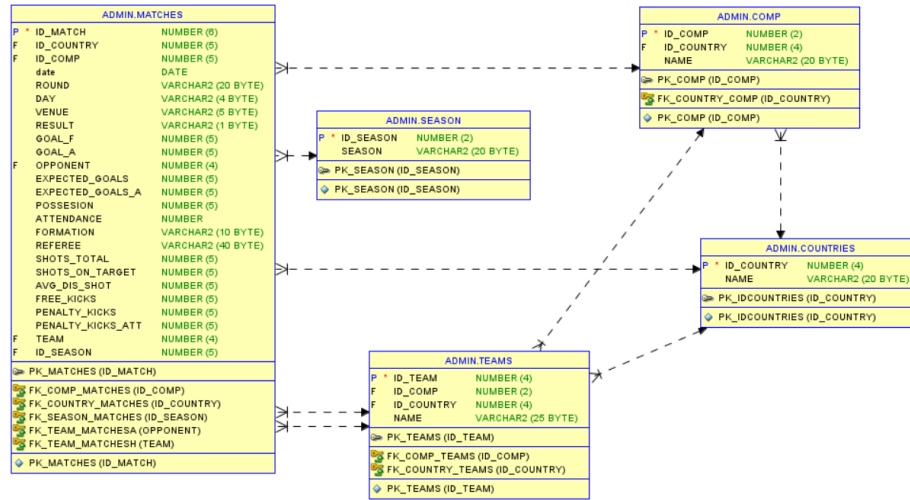 ADMIN.MATCHES
P * ID_MATCH NUMBER (6)
F ID_COUNTRY NUMBER (5)
F ID_COMP NUMBER (5)
date DATE
ROUND VARCHAR2 (20 BYTE)
DAY VARCHAR2 (4 BYTE)
VENUE VARCHAR2 (5 BYTE)
RESULT VARCHAR2 (1 BYTE)
GOAL_F NUMBER (5)
GOAL_A NUMBER (5)
F OPPONENT NUMBER (4)
EXPECTED_GOALS NUMBER (5)
EXPECTED_GOALS_A NUMBER (5)
POSSESION NUMBER (5)
ATTENDANCE NUMBER
FORMATION VARCHAR2 (10 BYTE)
REFEREE VARCHAR2 (40 BYTE)
SHOTS_TOTAL NUMBER (5)
SHOTS_ON_TARGET NUMBER (5)
AVG_DIS_SHOT NUMBER (5)
FREE_KICKS NUMBER (5)
PENALTY_KICKS NUMBER (5)
PENALTY_KICKS_ATT NUMBER (5)
F TEAM NUMBER (4)
F ID_SEASON NUMBER (5)
PK_MATCHES (ID_MATCH)
FK_COMP_MATCHES (ID_COMP)
FK_COUNTRY_MATCHES (ID_COUNTRY)
FK_SEASON_MATCHES (ID_SEASON)
FK_TEAM_MATCHESA (OPPONENT)
FK_TEAM_MATCHESH (TEAM)
PK_MATCHES (ID_MATCH)
ADMIN.SEASON
P * ID_SEASON NUMBER (2)
SEASON VARCHAR2 (20 BYTE)
PK_SEASON (ID_SEASON)
PK_SEASON (ID_SEASON)
ADMIN.COMP
P * ID_COMP NUMBER (2)
F ID_COUNTRY NUMBER (4)
NAME VARCHAR2 (20 BYTE)
PK_COMP (ID_COMP)
FK_COUNTRY_COMP (ID_COUNTRY)
PK_COMP (ID_COMP)
ADMIN.COUNTRIES
P * ID_COUNTRY NUMBER (4)
NAME VARCHAR2 (20 BYTE)
PK_IDCOUNTRIES (ID_COUNTRY)
PK_IDCOUNTRIES (ID_COUNTRY)
ADMIN.TEAMS
P * ID_TEAM NUMBER (4)
F ID_COMP NUMBER (2)
F ID_COUNTRY NUMBER (4)
NAME VARCHAR2 (25 BYTE)
PK_TEAMS (ID_TEAM)
FK_COMP_TEAMS (ID_COMP)
FK_COUNTRY_TEAMS (ID_COUNTRY)
PK_TEAMS (ID_TEAM)